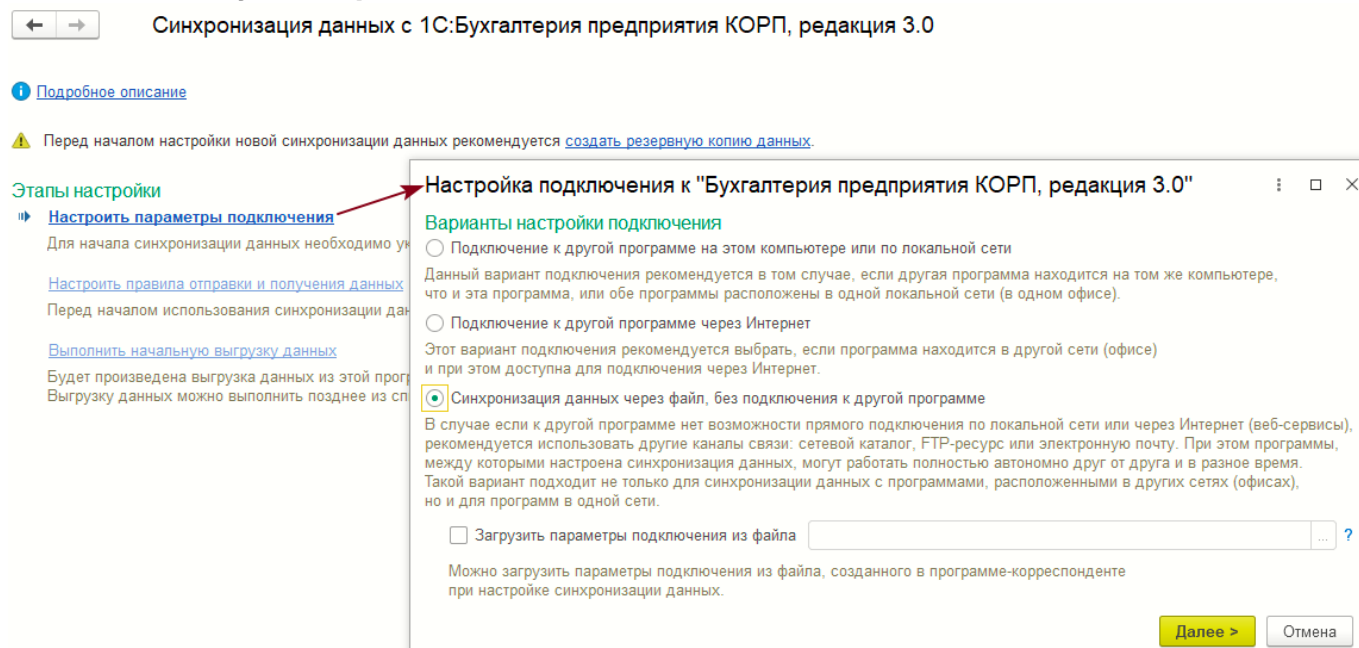 Синхронизация данных с 1С:Бухгалтерия предприятия КОРП, редакция 3.0
Подробное описание
Перед началом настройки новой синхронизации данных рекомендуется создать резервную копию данных.
Этапы настройки
Настроить параметры подключения
Для начала синхронизации данных необходимо
Настроить правила отправки и получения данных
Перед началом использования синхронизации
Выполнить начальную выгрузку данных
Будет произведена выгрузка данных из этой
Выгрузку данных можно выполнить позднее из
Настройка подключения к "Бухгалтерия предприятия КОРП, редакция 3.0"
Варианты настройки подключения
Подключение к другой программе на этом компьютере или по локальной сети
Данный вариант подключения рекомендуется в том случае, если другая программа находится на том же компьютере,
что и эта программа, или обе программы расположены в одной локальной сети (в одном офисе).
Подключение к другой программе через Интернет
Этот вариант подключения рекомендуется выбрать, если программа находится в другой сети (офисе)
и при этом доступна для подключения через Интернет.
Синхронизация данных через файл, без подключения к другой программе
В случае если к другой программе нет возможности прямого подключения по локальной сети или через Интернет (веб-сервисы),
рекомендуется использовать другие каналы связи: сетевой каталог, FTP-ресурс или электронную почту. При этом программы,
между которыми настроена синхронизация данных, могут работать полностью автономно друг от друга и в разное время.
Такой вариант подходит не только для синхронизации данных с программами, расположенными в других сетях (офисах),
но и для программ в одной сети.
Загрузить параметры подключения из файла ... ?
Можно загрузить параметры подключения из файла, созданного в программе-корреспонденте
при настройке синхронизации данных.
Далее > Отмена